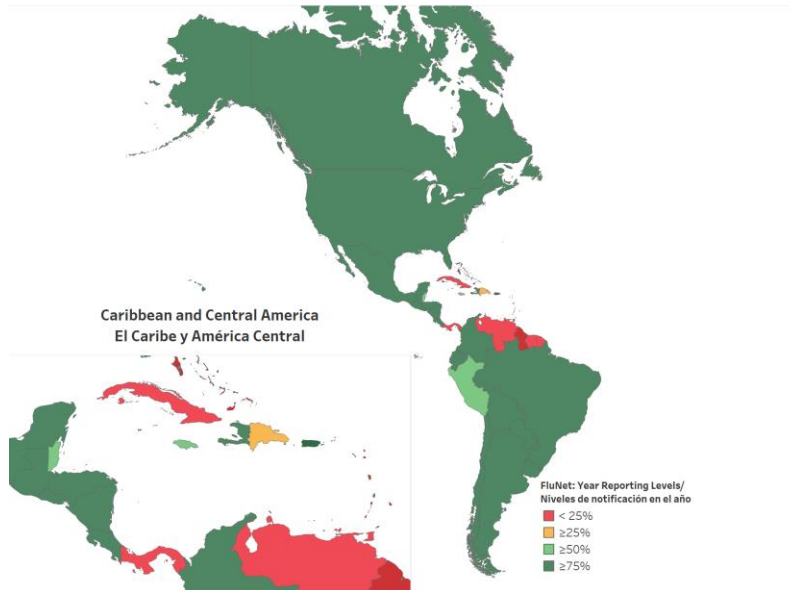 Caribbean and Central America
El Caribe y América Central
FluNet: Year Reporting Levels/
Niveles de notificación en el año
< 25%
≥25%
≥50%
≥75%